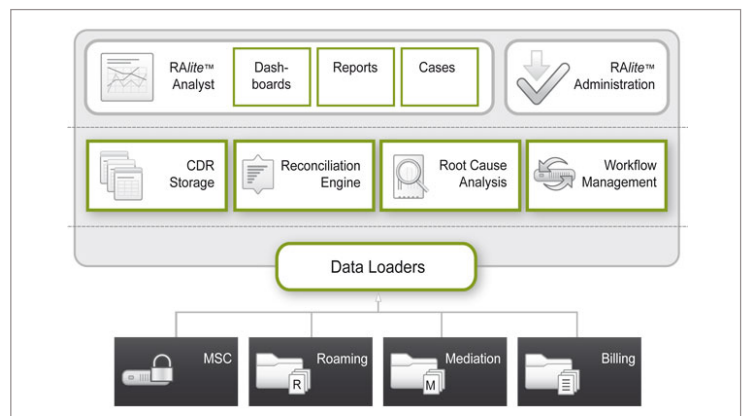 RAlite™
Analyst
Dash-
boards
Reports
Cases
RAlite™
Administration
CDR
Storage
Reconciliation
Engine
Root Cause
Analysis
Workflow
Management
Data Loaders
MSC
Roaming
R
Mediation
M
Billing